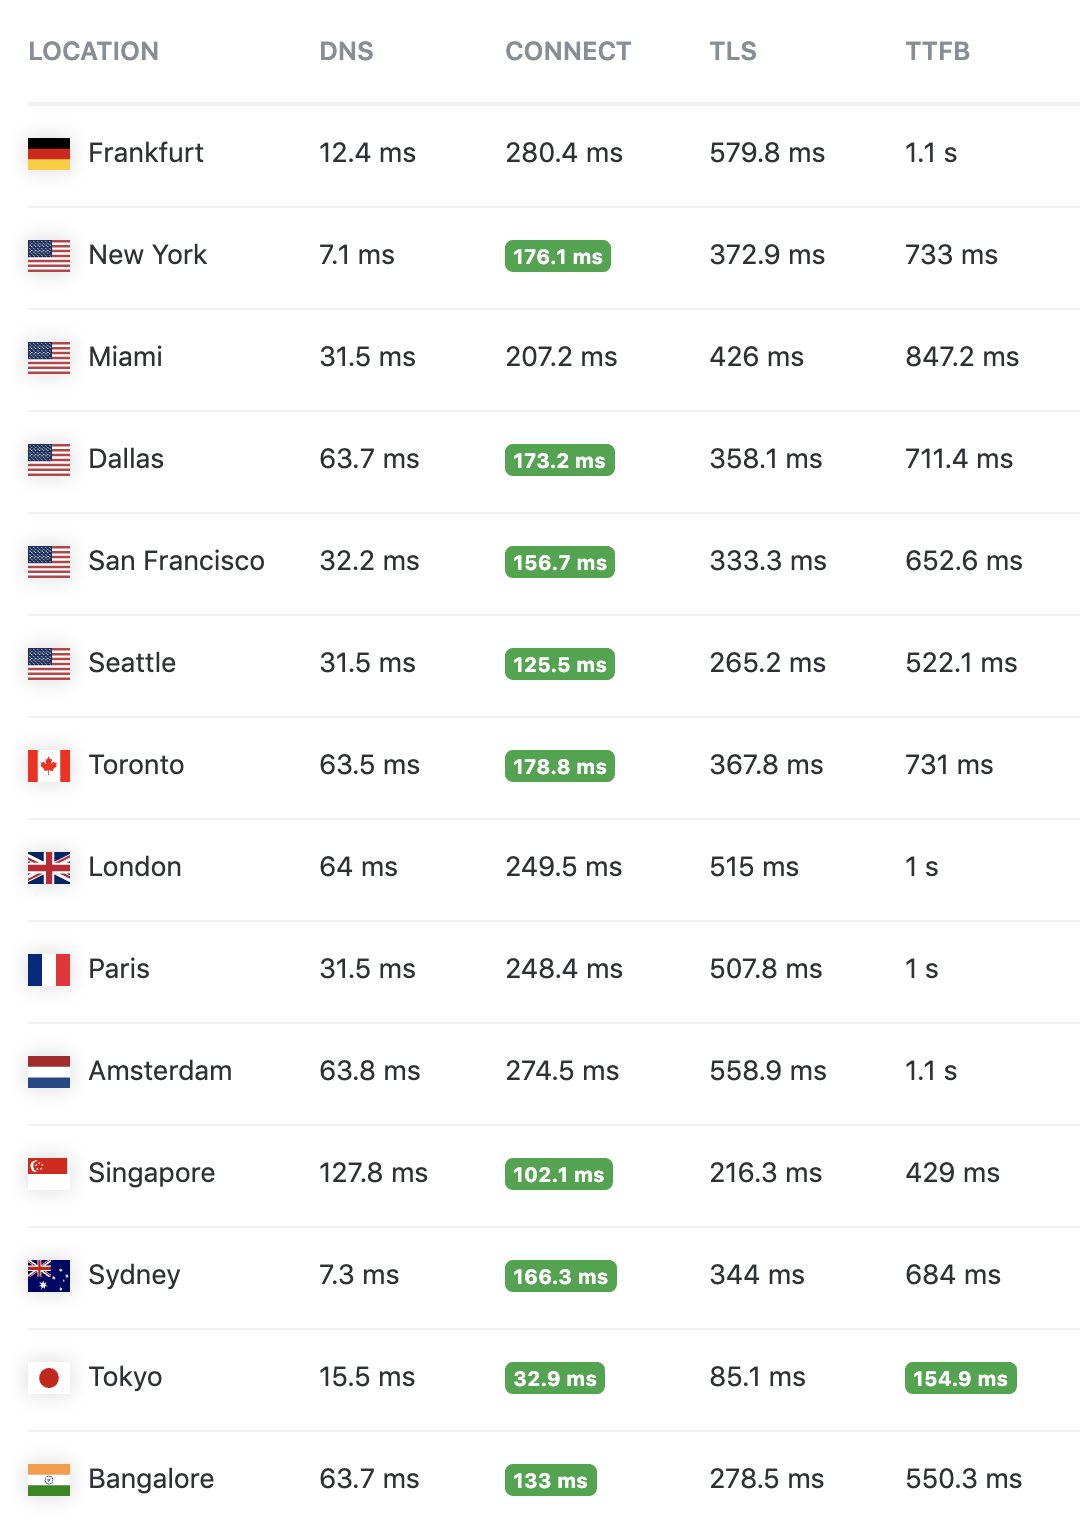 LOCATION DNS CONNECT TLS TTFB
Frankfurt 12.4 ms 280.4 ms 579.8 ms 1.1 s
New York 7.1 ms 176.1 ms 372.9 ms 733 ms
Miami 31.5 ms 207.2 ms 426 ms 847.2 ms
Dallas 63.7 ms 173.2 ms 358.1 ms 711.4 ms
San Francisco 32.2 ms 156.7 ms 333.3 ms 652.6 ms
Seattle 31.5 ms 125.5 ms 265.2 ms 522.1 ms
Toronto 63.5 ms 178.8 ms 367.8 ms 731 ms
London 64 ms 249.5 ms 515 ms 1 s
Paris 31.5 ms 248.4 ms 507.8 ms 1 s
Amsterdam 63.8 ms 274.5 ms 558.9 ms 1.1 s
Singapore 127.8 ms 102.1 ms 216.3 ms 429 ms
Sydney 7.3 ms 166.3 ms 344 ms 684 ms
Tokyo 15.5 ms 32.9 ms 85.1 ms 154.9 ms
Bangalore 63.7 ms 133 ms 278.5 ms 550.3 ms